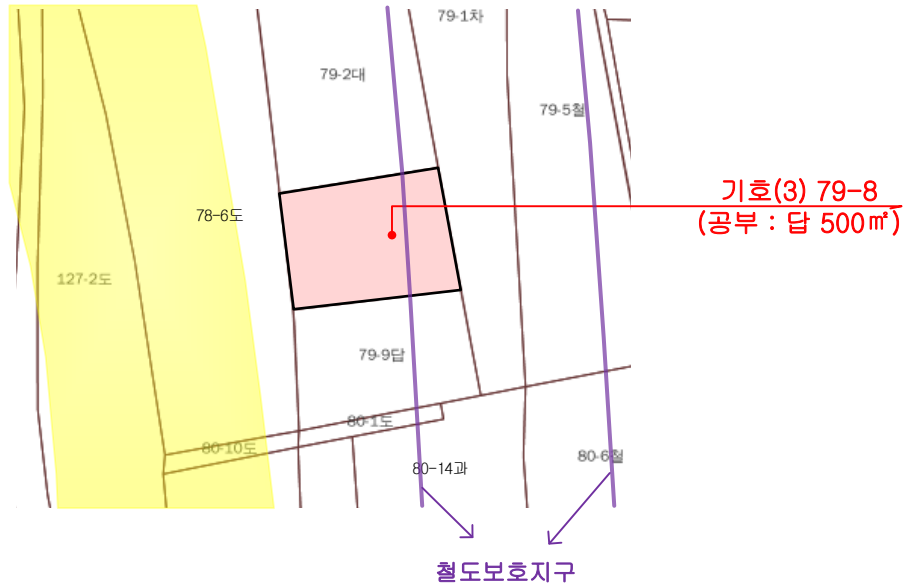 79-1차
79-2대
79-5철
기호(3) 79-8
(공부 : 답 500㎡)
78-6도
127-2도
79-9답
80-1도
80-10도
80-14과
80-6철
철도보호지구